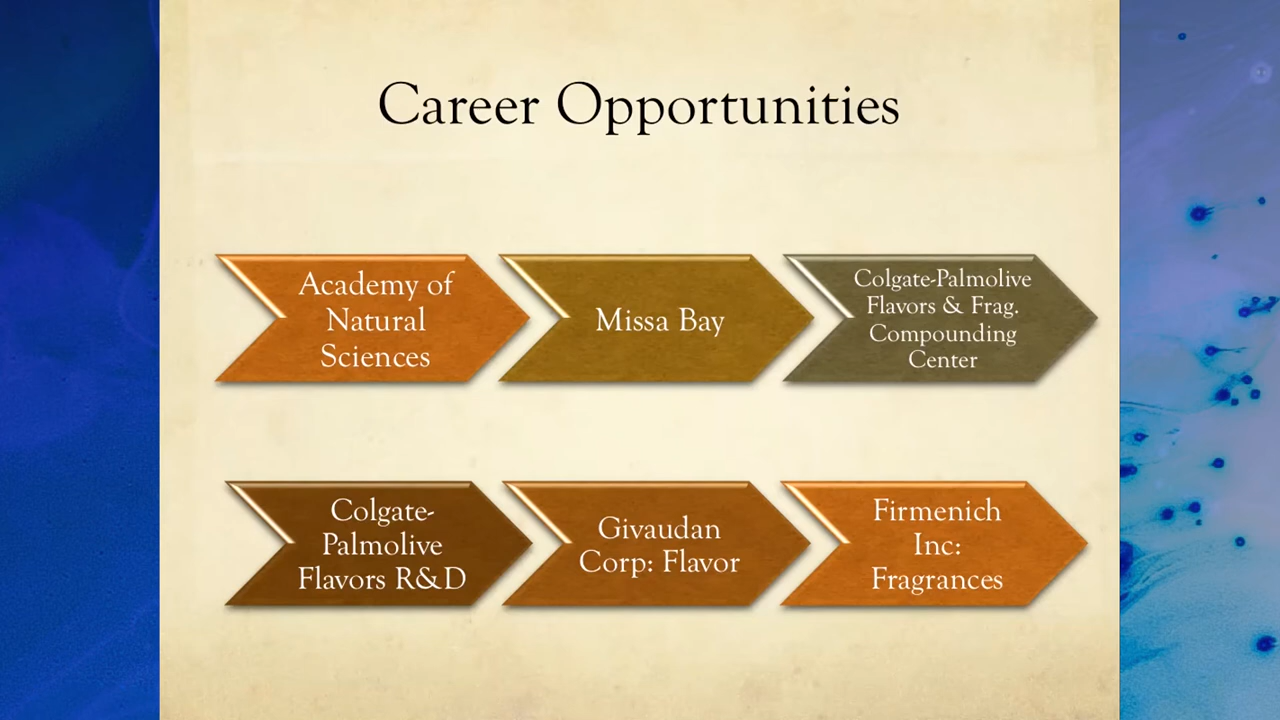 Career Opportunities
Academy of
Natural
Sciences
Missa Bay
Colgate-Palmolive
Flavors & Frag.
Compounding
Center
Colgate-
Palmolive
Flavors R&D
Givaudan
Corp: Flavor
Firmenich
Inc:
Fragrances